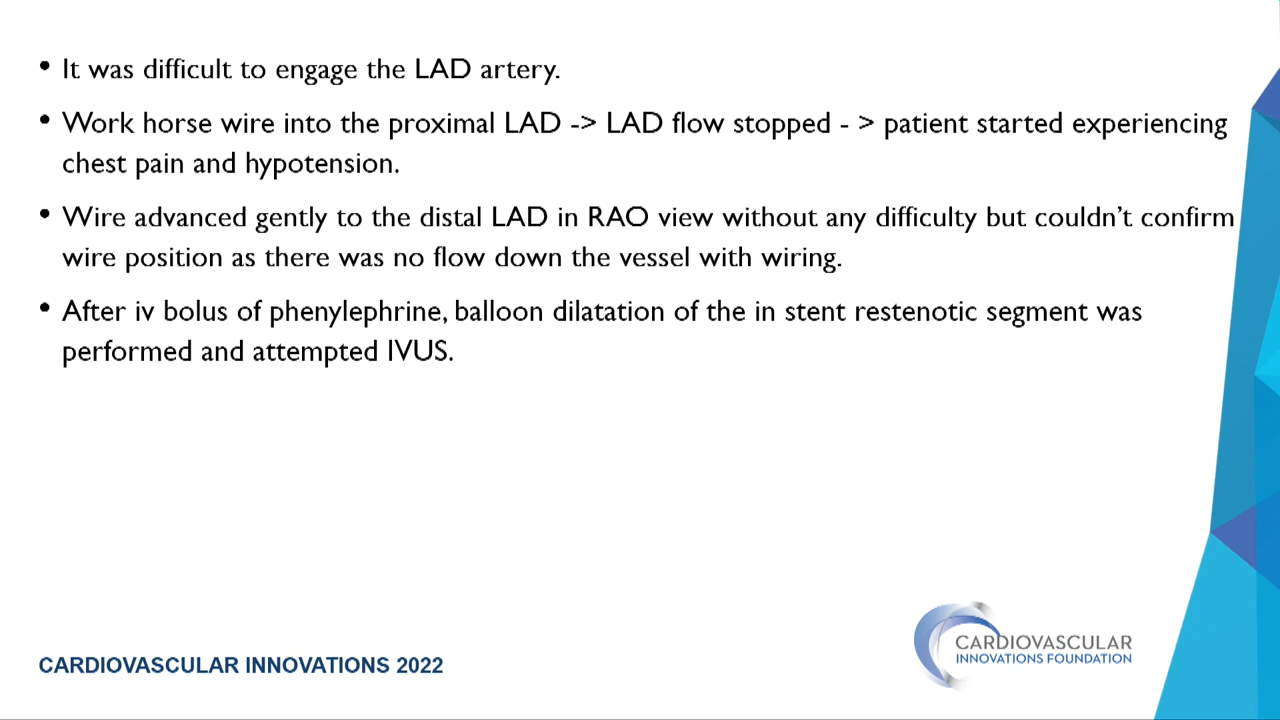 • It was difficult to engage the LAD artery.
• Work horse wire into the proximal LAD -> LAD flow stopped - > patient started experiencing
chest pain and hypotension.
• Wire advanced gently to the distal LAD in RAO view without any difficulty but couldn’t confirm
wire position as there was no flow down the vessel with wiring.
• After iv bolus of phenylephrine, balloon dilatation of the in stent restenotic segment was
performed and attempted IVUS.
CARDIOVASCULAR
INNOVATIONS FOUNDATION
CARDIOVASCULAR INNOVATIONS 2022